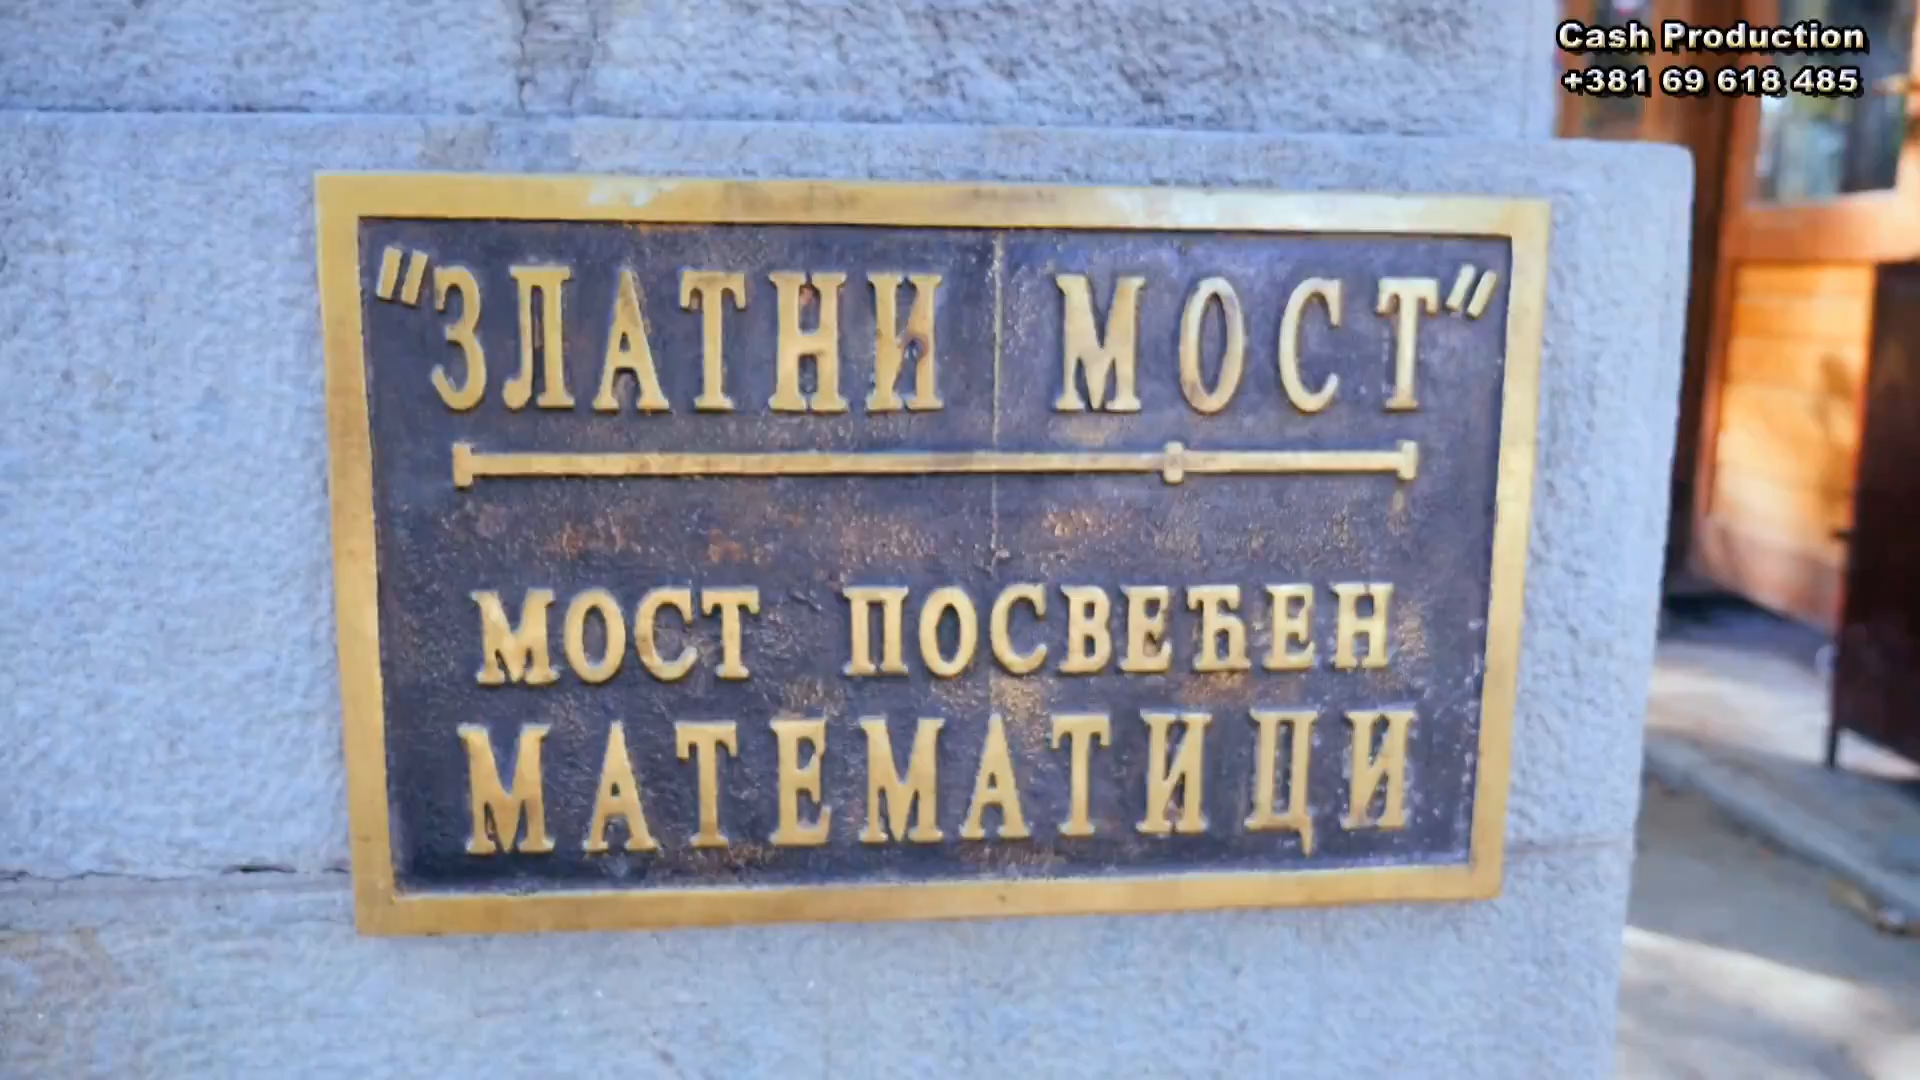 Cash Production
+381 69 618 485
"ЗЛАТНИ МОСТ"
МОСТ ПОСВЕЋЕН
МАТЕМАТИЦИ